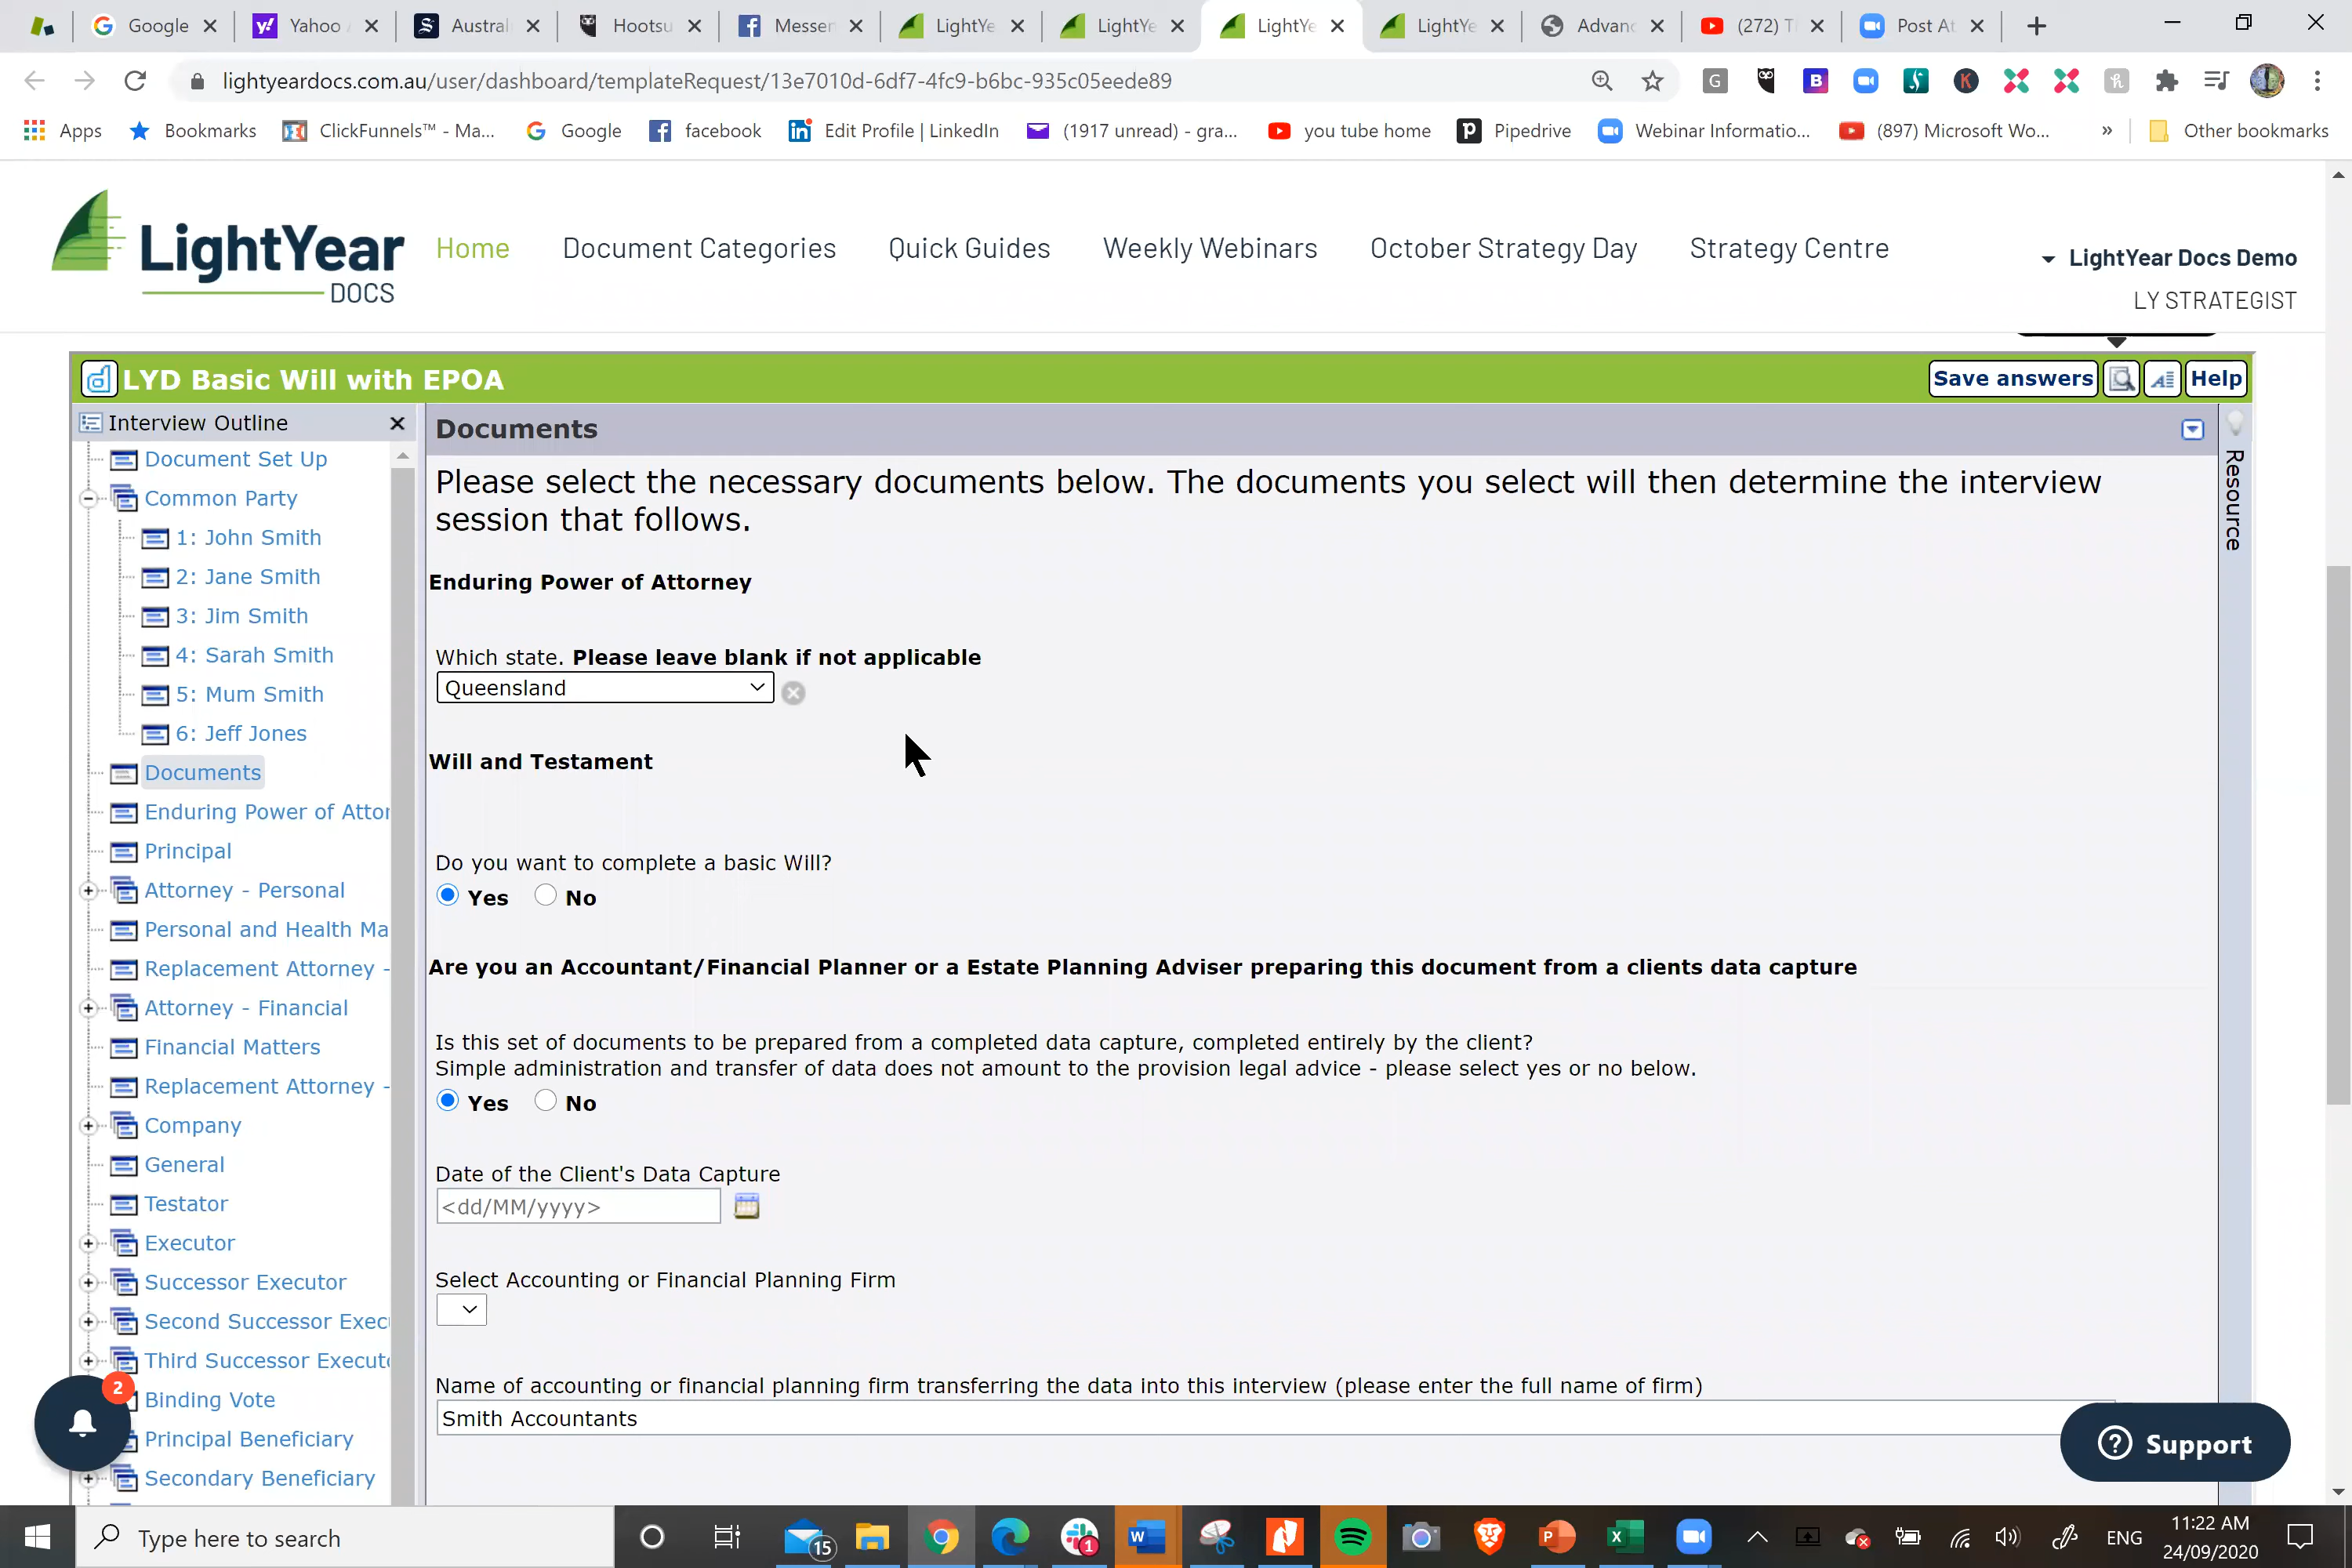 Google
Yahoo
Austral
Hootsu
Messen
LightYe
LightYe
LightYe
LightYe
Advanc
(272) T
Post At
lightyeardocs.com.au/user/dashboard/templateRequest/13e7010d-6df7-4fc9-b6bc-935c05eede89
Apps
Bookmarks
ClickFunnels™ - Ma...
Google
facebook
Edit Profile | LinkedIn
(1917 unread) - gra...
you tube home
Pipedrive
Webinar Informatio...
(897) Microsoft Wo...
»
Other bookmarks
LightYear
DOCS
Home
Document Categories
Quick Guides
Weekly Webinars
October Strategy Day
Strategy Centre
LightYear Docs Demo
LY STRATEGIST
LYD Basic Will with EPOA
Save answers
Help
Interview Outline
Document Set Up
Common Party
1: John Smith
2: Jane Smith
3: Jim Smith
4: Sarah Smith
5: Mum Smith
6: Jeff Jones
Documents
Enduring Power of Attor
Principal
Attorney - Personal
Personal and Health Ma
Replacement Attorney -
Attorney - Financial
Financial Matters
Replacement Attorney -
Company
General
Testator
Executor
Successor Executor
Second Successor Exec
Third Successor Execut
Binding Vote
Principal Beneficiary
Secondary Beneficiary
2
Documents
Please select the necessary documents below. The documents you select will then determine the interview
session that follows.
Enduring Power of Attorney
Which state. Please leave blank if not applicable
Queensland
Will and Testament
Do you want to complete a basic Will?
Yes No
Are you an Accountant/Financial Planner or a Estate Planning Adviser preparing this document from a clients data capture
Is this set of documents to be prepared from a completed data capture, completed entirely by the client?
Simple administration and transfer of data does not amount to the provision legal advice - please select yes or no below.
Yes No
Date of the Client's Data Capture
<dd/MM/yyyy>
Select Accounting or Financial Planning Firm
Name of accounting or financial planning firm transferring the data into this interview (please enter the full name of firm)
Smith Accountants
Resource
Support
Type here to search
15
1
ENG
11:22 AM
24/09/2020